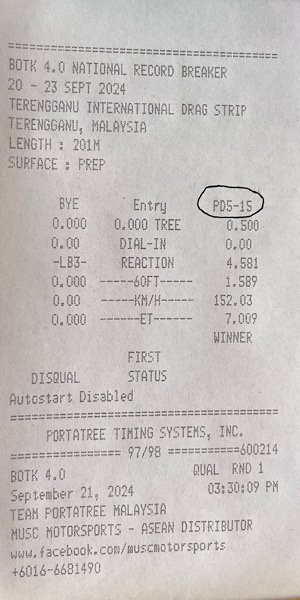 ========================================
BOTK 4.0 NATIONAL RECORD BREAKER
20 - 23 SEPT 2024
TERENGGANU INTERNATIONAL DRAG STRIP
TERENGGANU, MALAYSIA
LENGTH : 201M
SURFACE : PREP
BYE Entry PD5-15
0.000 0.000 TREE 0.500
0.00 DIAL-IN 0.00
-LB3- REACTION 4.581
0.000 -----60FT----- 1.589
0.00 -----KM/H----- 152.03
0.000 ------ET------ 7.009
WINNER
FIRST
DISQUAL STATUS
Autostart Disabled
========================================
PORTATREE TIMING SYSTEMS, INC.
================ 97/98 ===========600214
BOTK 4.0 QUAL RND 1
September 21, 2024 03:30:09 PM
TEAM PORTATREE MALAYSIA
MUSC MOTORSPORTS - ASEAN DISTRIBUTOR
www.facebook.com/muscmotorsports
+6016-6681490